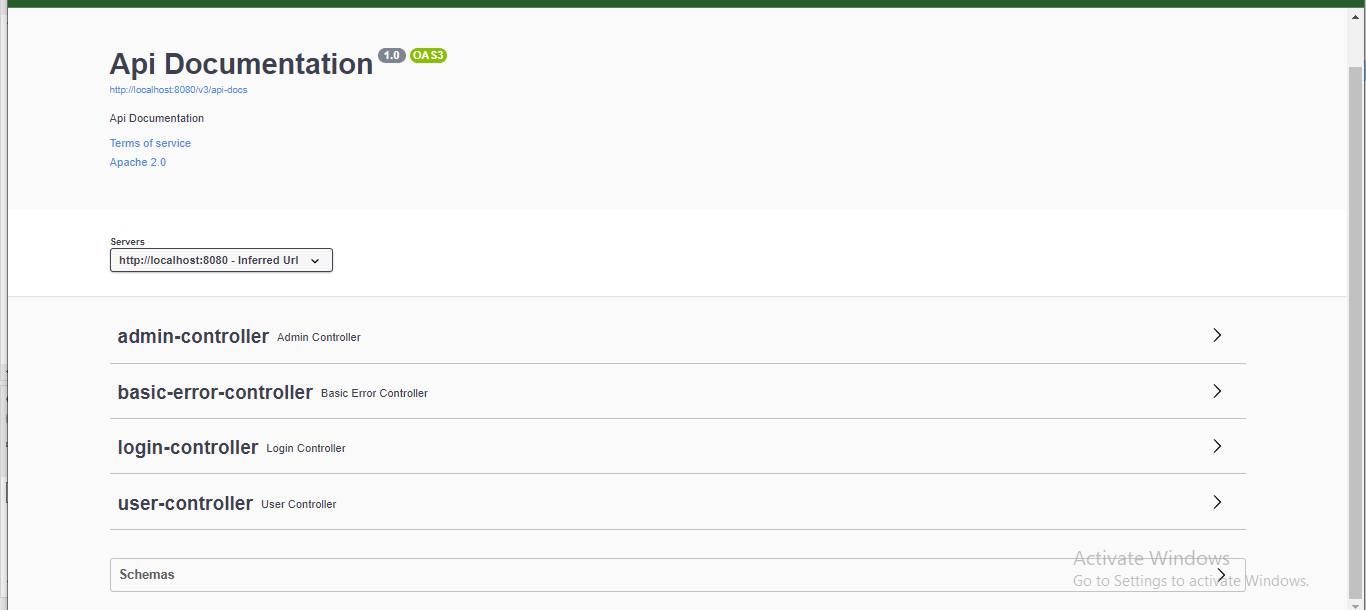 Api Documentation 1.0 OAS3
http://localhost:8080/v3/api-docs
Api Documentation
Terms of service
Apache 2.0
Servers
http://localhost:8080 - Inferred Url
admin-controller Admin Controller
basic-error-controller Basic Error Controller
login-controller Login Controller
user-controller User Controller
Activate Windows
Schemas
Go to Settings to activate Windows.